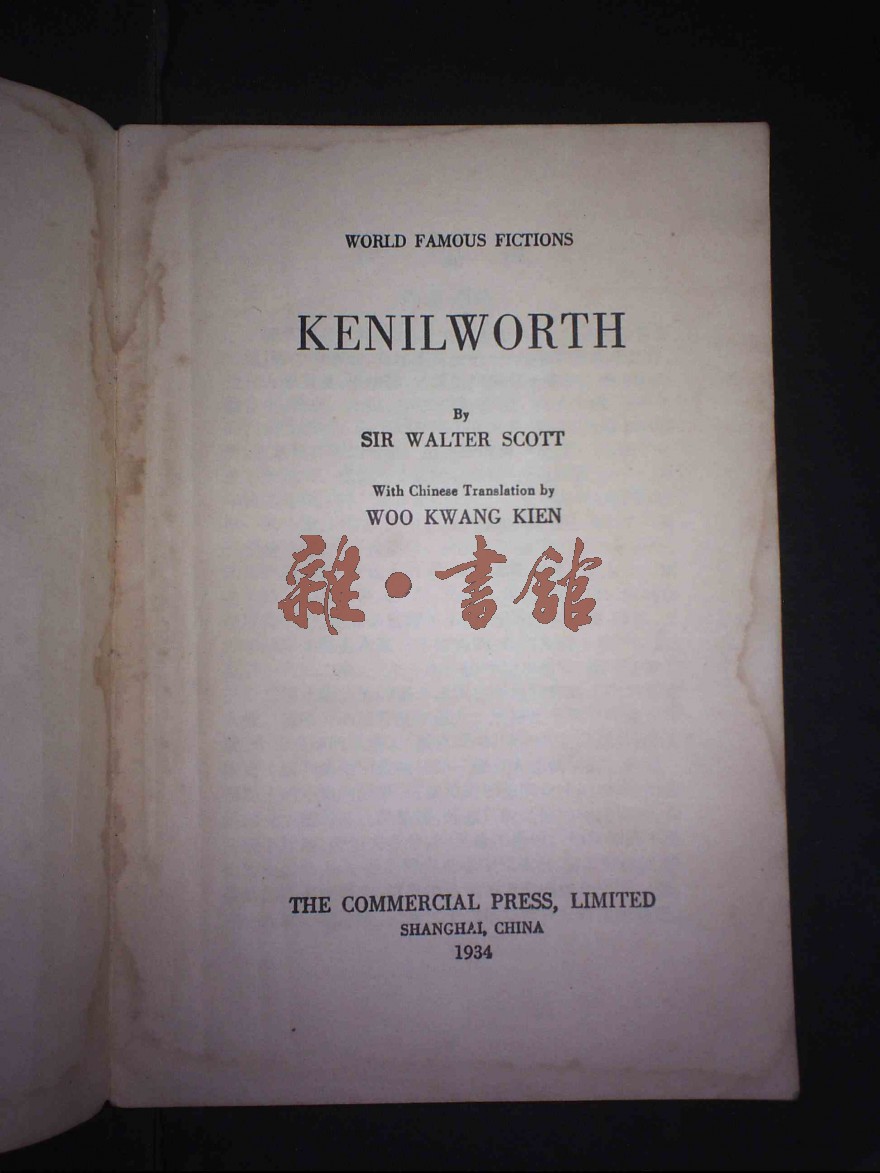 WORLD FAMOUS FICTIONS
KENILWORTH
By
SIR WALTER SCOTT
With Chinese Translation by
WOO KWANG KIEN
雜·書館
THE COMMERCIAL PRESS, LIMITED
SHANGHAI, CHINA
1934